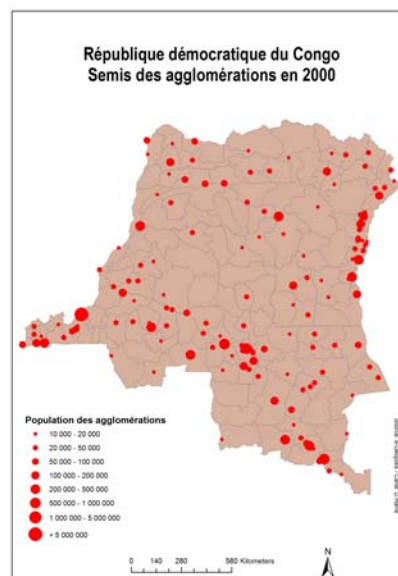 République démocratique du Congo
Semis des agglomérations en 2000
Population des agglomérations
10 000 - 20 000
20 000 - 50 000
50 000 - 100 000
100 000 - 200 000
200 000 - 500 000
500 000 - 1 000 000
1 000 000 - 5 000 000
+ 5 000 000
0 140 280 560 Kilometers
N